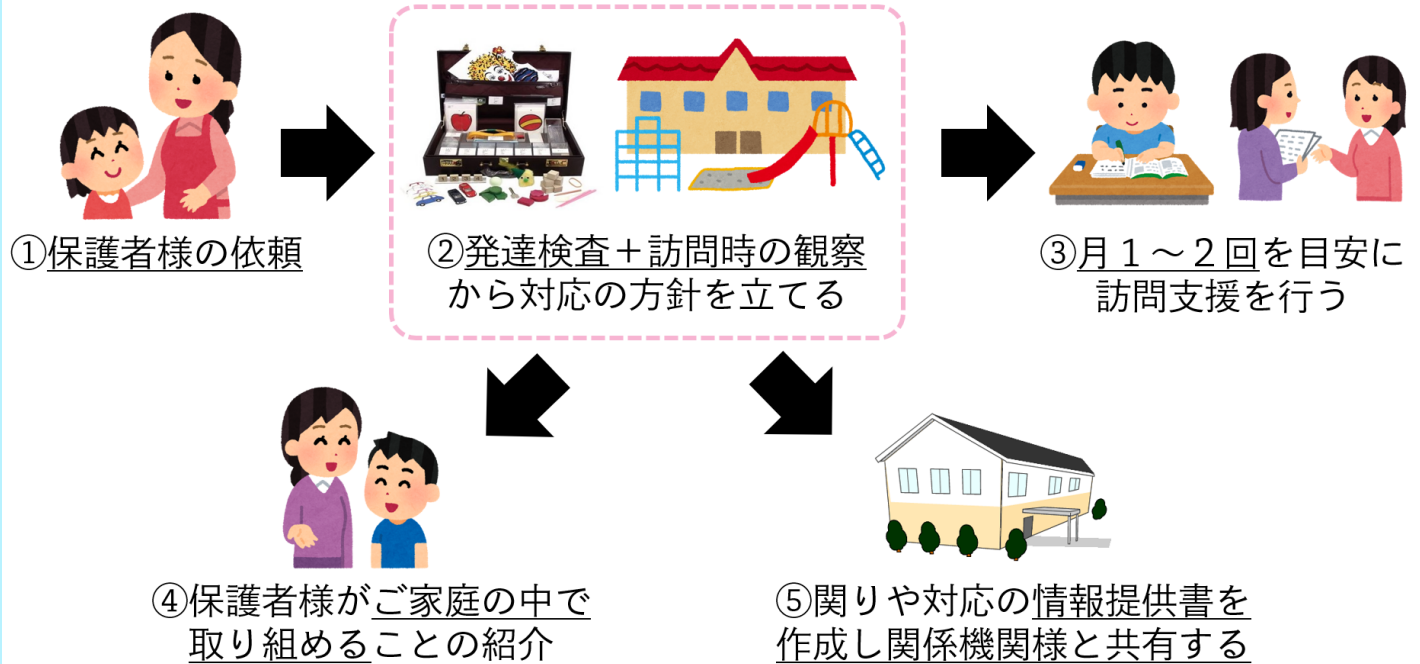 ①保護者様の依頼
②発達検査＋訪問時の観察
から対応の方針を立てる
③月１～２回を目安に
訪問支援を行う
④保護者様がご家庭の中で
取り組めることの紹介
⑤関りや対応の情報提供書を
作成し関係機関様と共有する